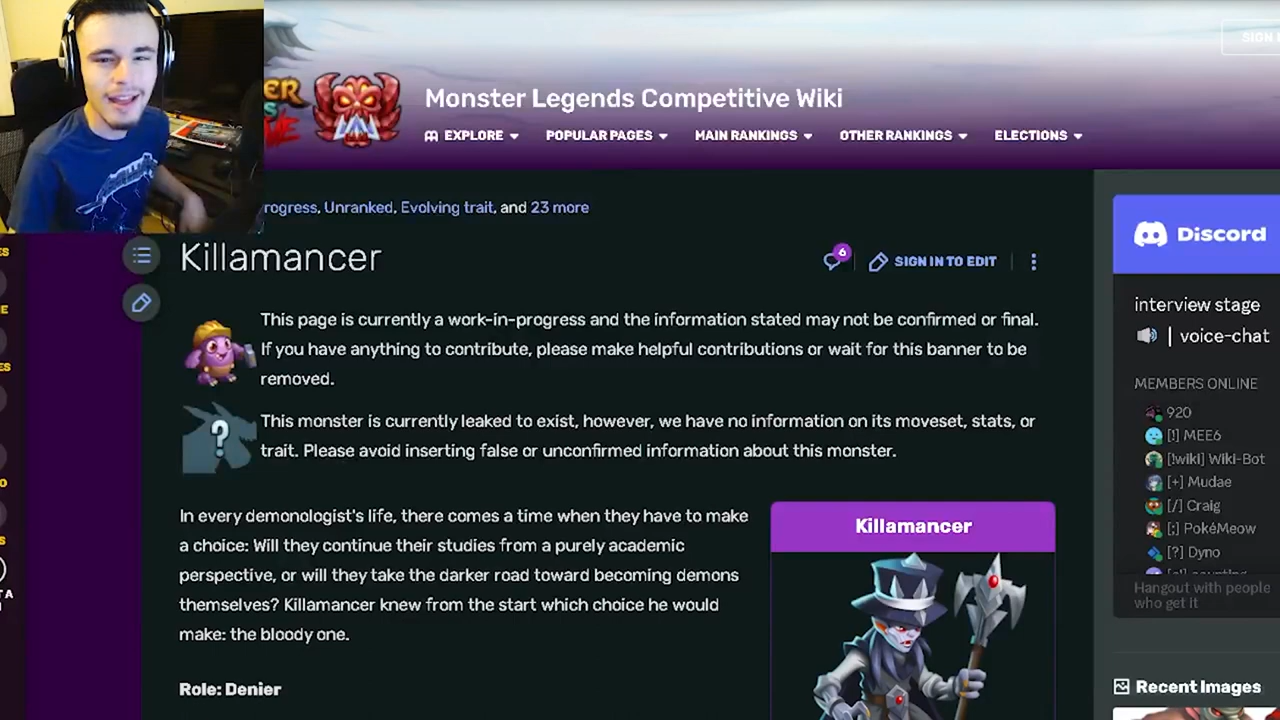 SIGN
Monster Legends Competitive Wiki
EXPLORE POPULAR PAGES MAIN RANKINGS OTHER RANKINGS ELECTIONS
Unranked, Evolving trait, and 23 more
Killamancer
6
SIGN IN TO EDIT
This page is currently a work-in-progress and the information stated may not be confirmed or final.
If you have anything to contribute, please make helpful contributions or wait for this banner to be
removed.
This monster is currently leaked to exist, however, we have no information on its moveset, stats, or
trait. Please avoid inserting false or unconfirmed information about this monster.
In every demonologist's life, there comes a time when they have to make
a choice: Will they continue their studies from a purely academic
perspective, or will they take the darker road toward becoming demons
themselves? Killamancer knew from the start which choice he would
make: the bloody one.
Role: Denier
Killamancer
Discord
interview stage
| voice-chat
MEMBERS ONLINE
920
[!] MEE6
[!wiki] Wiki-Bot
[+] Mudae
[/] Craig
[;] PokéMeow
[?] Dyno
Hangout with people
who get it
Recent Images